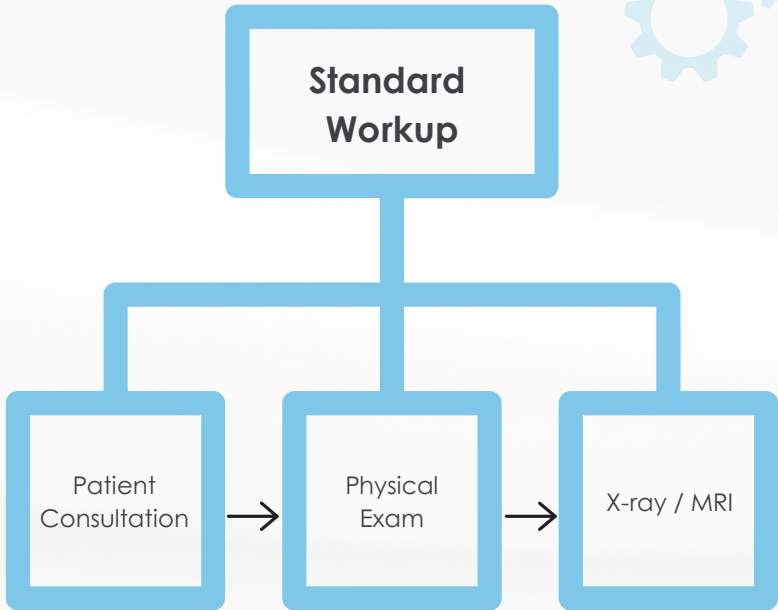 Standard
Workup
Patient
Consultation
Physical
Exam
X-ray / MRI